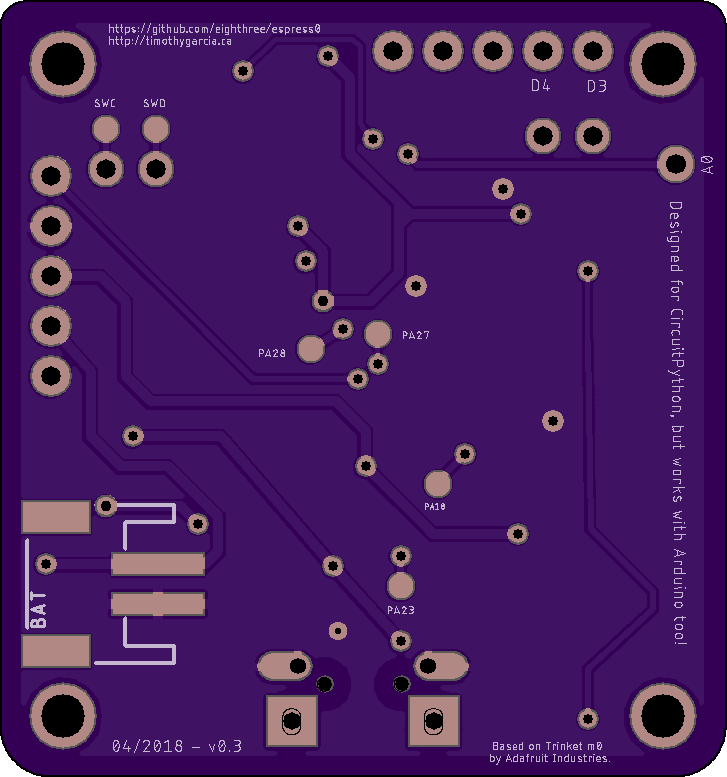 https://github.com/eighthree/espress0
http://timothygarcia.ca
D4
D3
SWC
SWD
A0
Designed for CircuitPython, but works with Arduino too!
PA28
PA27
PA10
PA23
BAT
04/2018 - v0.3
Based on Trinket m0
by Adafruit Industries.